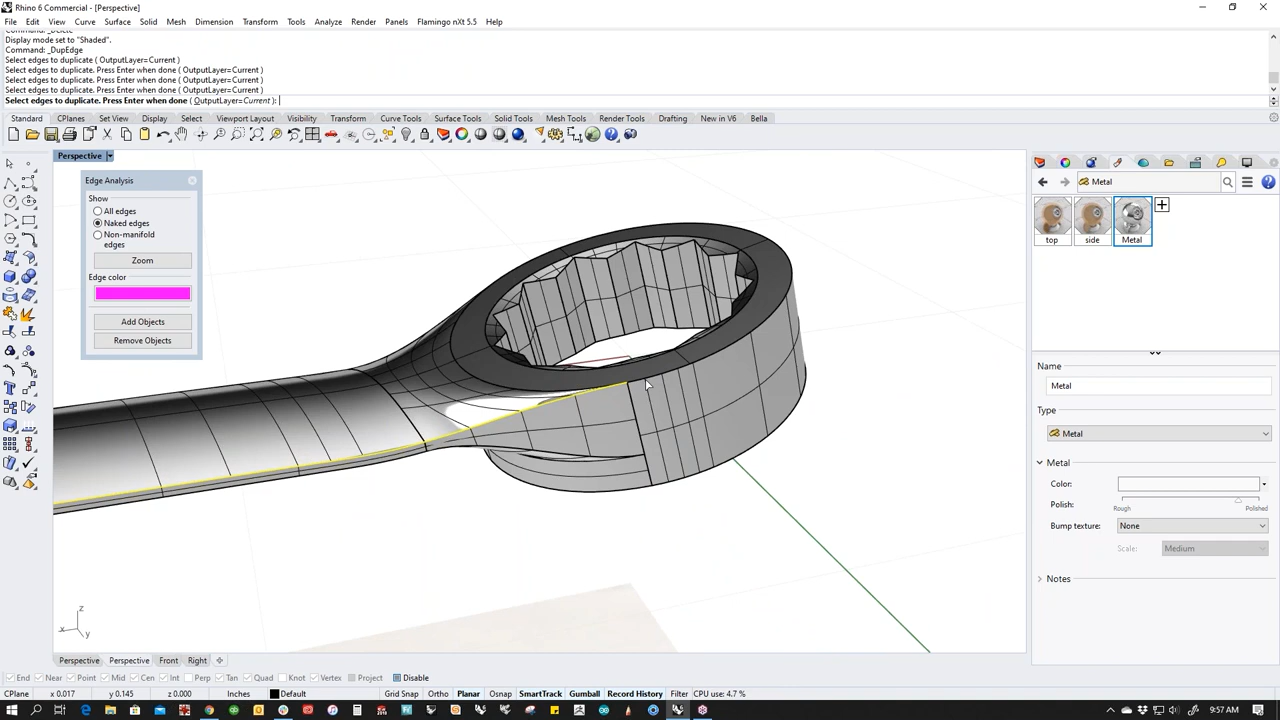 Rhino 6 Commercial - [Perspective]
File Edit View Curve Surface Solid Mesh Dimension Transform Tools Analyze Render Panels Flamingo nXt 5.5 Help
Command: _Delete
Display mode set to "Shaded".
Command: _DupEdge
Select edges to duplicate ( OutputLayer=Current )
Select edges to duplicate. Press Enter when done ( OutputLayer=Current )
Select edges to duplicate. Press Enter when done ( OutputLayer=Current )
Select edges to duplicate. Press Enter when done ( OutputLayer=Current )
Select edges to duplicate. Press Enter when done ( OutputLayer=Current ):
Standard CPlanes Set View Display Select Viewport Layout Visibility Transform Curve Tools Surface Tools Solid Tools Mesh Tools Render Tools Drafting New in V6 Bella
Perspective
Edge Analysis
Show
All edges
Naked edges
Non-manifold
edges
Zoom
Edge color
Add Objects
Remove Objects
Metal
top side Metal
Name
Metal
Type
Metal
Metal
Color:
Polish:
Rough Polished
Bump texture: None
Scale: Medium
Notes
z
x
y
Perspective Perspective Front Right
End Near Point Mid Cen Int Perp Tan Quad Knot Vertex Project Disable
CPlane x 0.017 y 0.145 z 0.000 Inches Default Grid Snap Ortho Planar Osnap SmartTrack Gumball Record History Filter CPU use: 4.7 %
9:57 AM